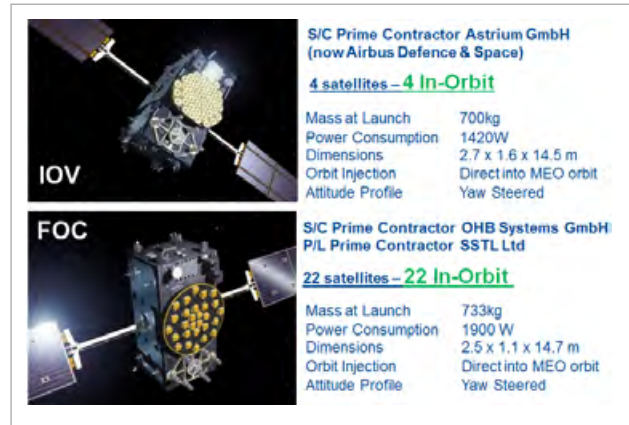 IOV
S/C Prime Contractor Astrium GmbH
(now Airbus Defence & Space)
4 satellites – 4 In-Orbit
Mass at Launch 700kg
Power Consumption 1420W
Dimensions 2.7 x 1.6 x 14.5 m
Orbit Injection Direct into MEO orbit
Attitude Profile Yaw Steered
FOC
S/C Prime Contractor OHB Systems GmbH
P/L Prime Contractor SSTL Ltd
22 satellites – 22 In-Orbit
Mass at Launch 733kg
Power Consumption 1900 W
Dimensions 2.5 x 1.1 x 14.7 m
Orbit Injection Direct into MEO orbit
Attitude Profile Yaw Steered